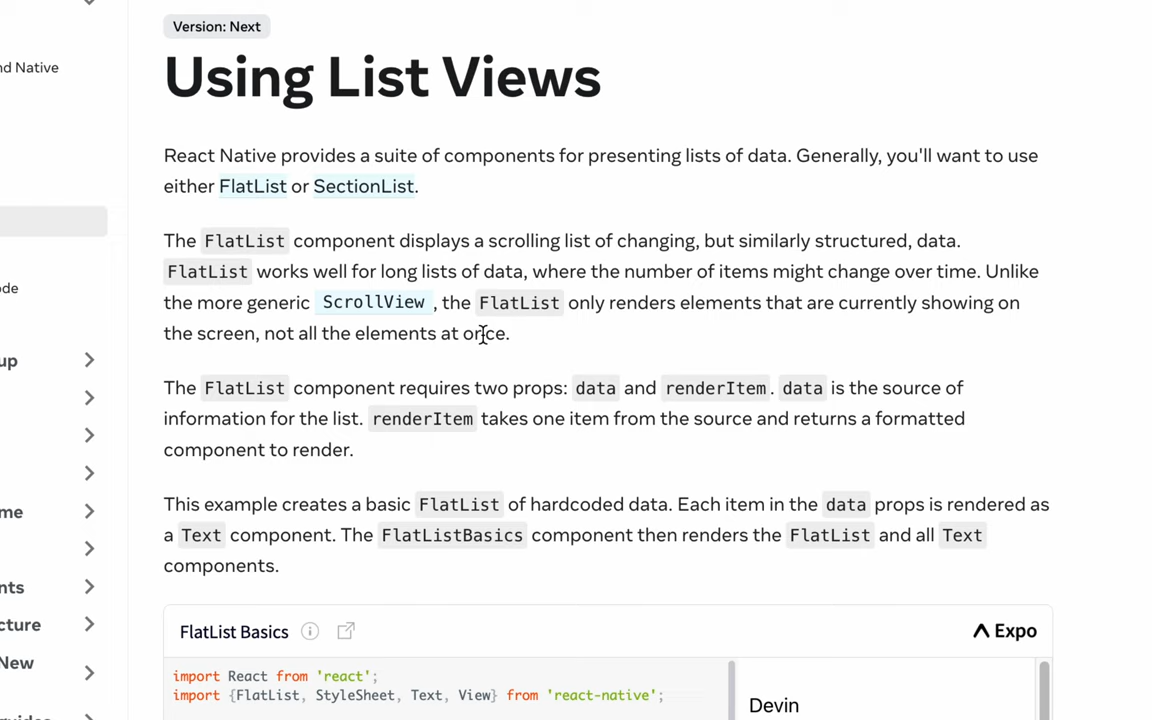 Version: Next
nd Native
Using List Views
React Native provides a suite of components for presenting lists of data. Generally, you'll want to use
either FlatList or SectionList.
The FlatList component displays a scrolling list of changing, but similarly structured, data.
FlatList works well for long lists of data, where the number of items might change over time. Unlike
ode
the more generic ScrollView, the FlatList only renders elements that are currently showing on
the screen, not all the elements at once.
up
The FlatList component requires two props: data and renderItem. data is the source of
information for the list. renderItem takes one item from the source and returns a formatted
component to render.
This example creates a basic FlatList of hardcoded data. Each item in the data props is rendered as
me
a Text component. The FlatListBasics component then renders the FlatList and all Text
components.
nts
cture
FlatList Basics
Expo
New
import React from 'react';
import {FlatList, StyleSheet, Text, View} from 'react-native';
Devin